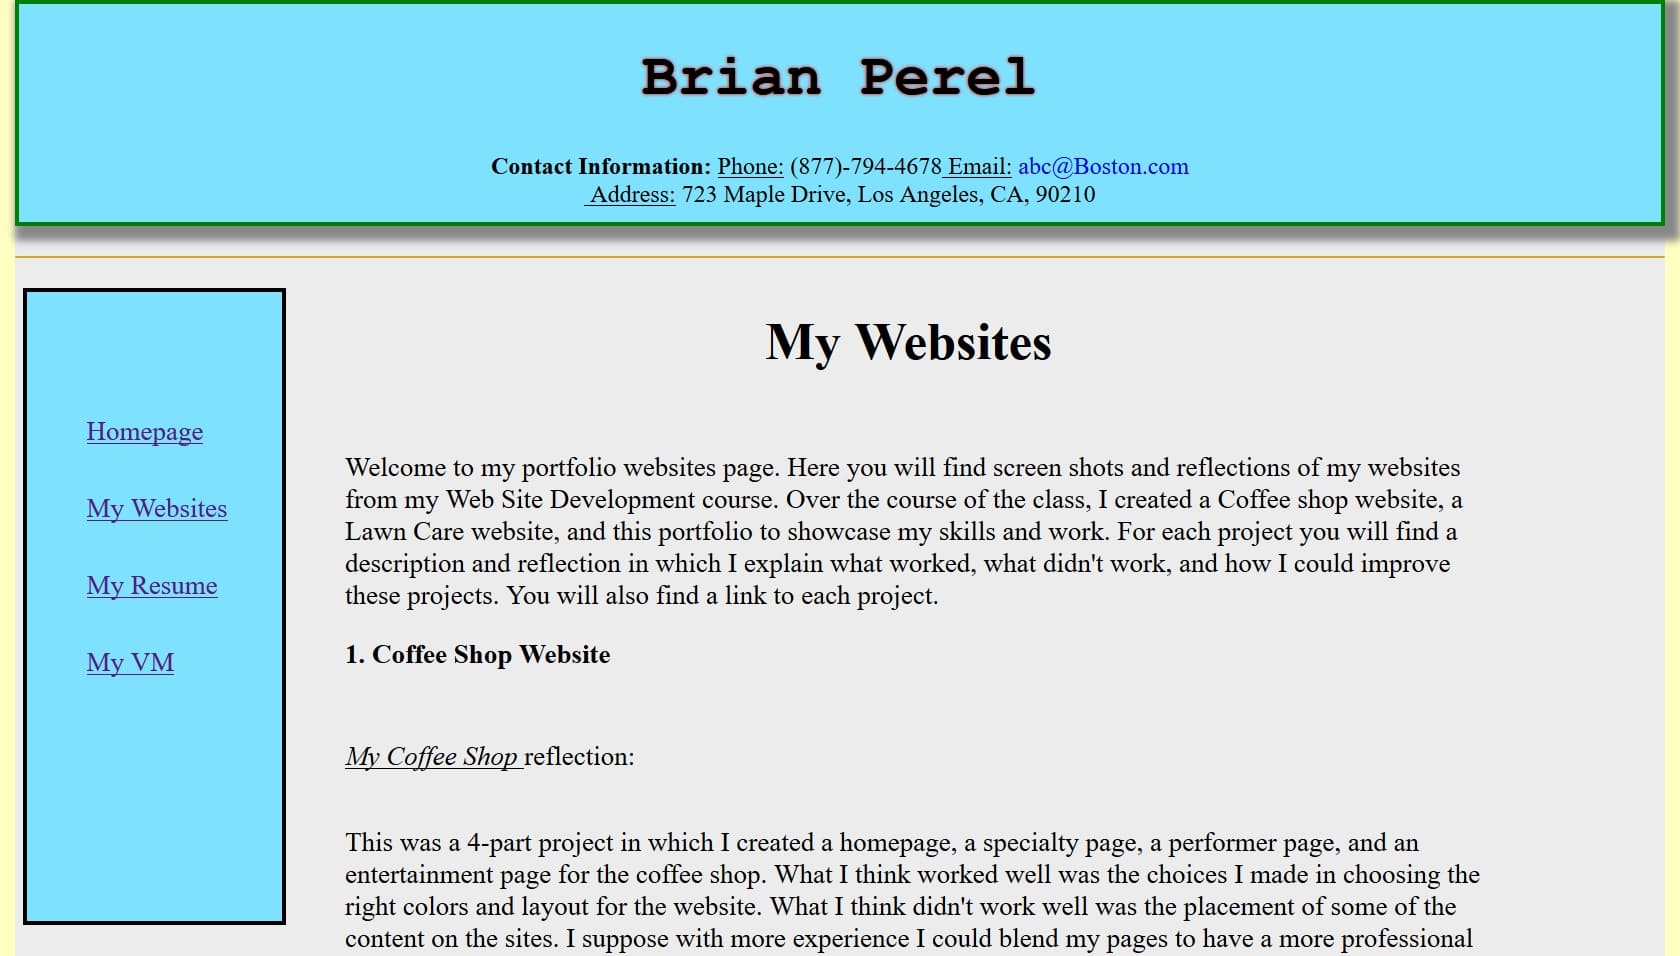 Brian Perel
Contact Information: Phone: (877)-794-4678 Email: abc@Boston.com
Address: 723 Maple Drive, Los Angeles, CA, 90210
Homepage
My Websites
My Resume
My VM
My Websites
Welcome to my portfolio websites page. Here you will find screen shots and reflections of my websites
from my Web Site Development course. Over the course of the class, I created a Coffee shop website, a
Lawn Care website, and this portfolio to showcase my skills and work. For each project you will find a
description and reflection in which I explain what worked, what didn't work, and how I could improve
these projects. You will also find a link to each project.
1. Coffee Shop Website
My Coffee Shop reflection:
This was a 4-part project in which I created a homepage, a specialty page, a performer page, and an
entertainment page for the coffee shop. What I think worked well was the choices I made in choosing the
right colors and layout for the website. What I think didn't work well was the placement of some of the
content on the sites. I suppose with more experience I could blend my pages to have a more professional